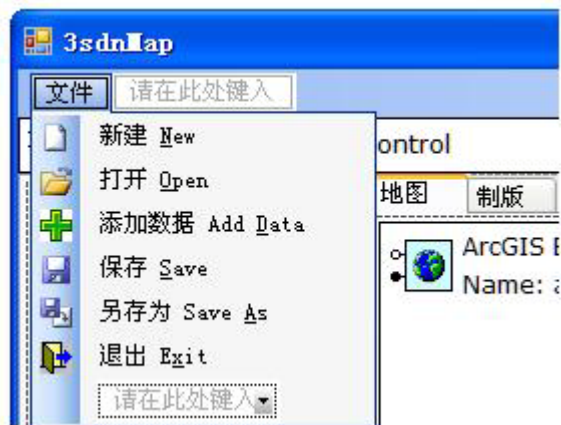 3sdnMap
文件 请在此处键入
新建 New
ontrol
打开 Open
地图 制版
添加数据 Add Data
ArcGIS
保存 Save
Name:
另存为 Save As
退出 Exit
请在此处键入